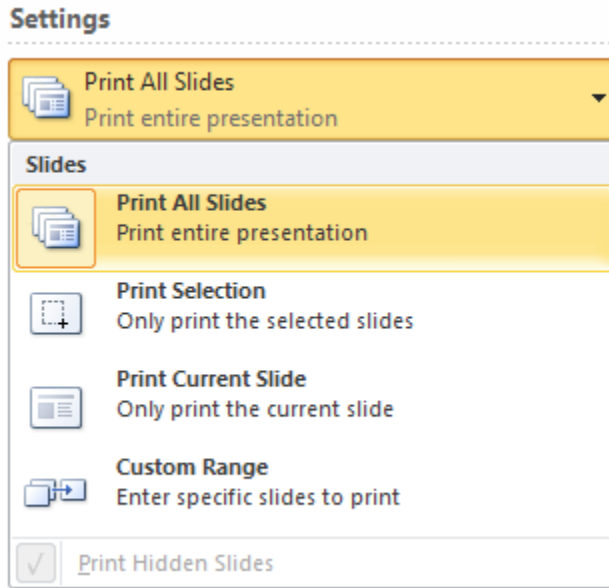 Settings
Print All Slides
Print entire presentation
Slides
Print All Slides
Print entire presentation
Print Selection
Only print the selected slides
Print Current Slide
Only print the current slide
Custom Range
Enter specific slides to print
Print Hidden Slides